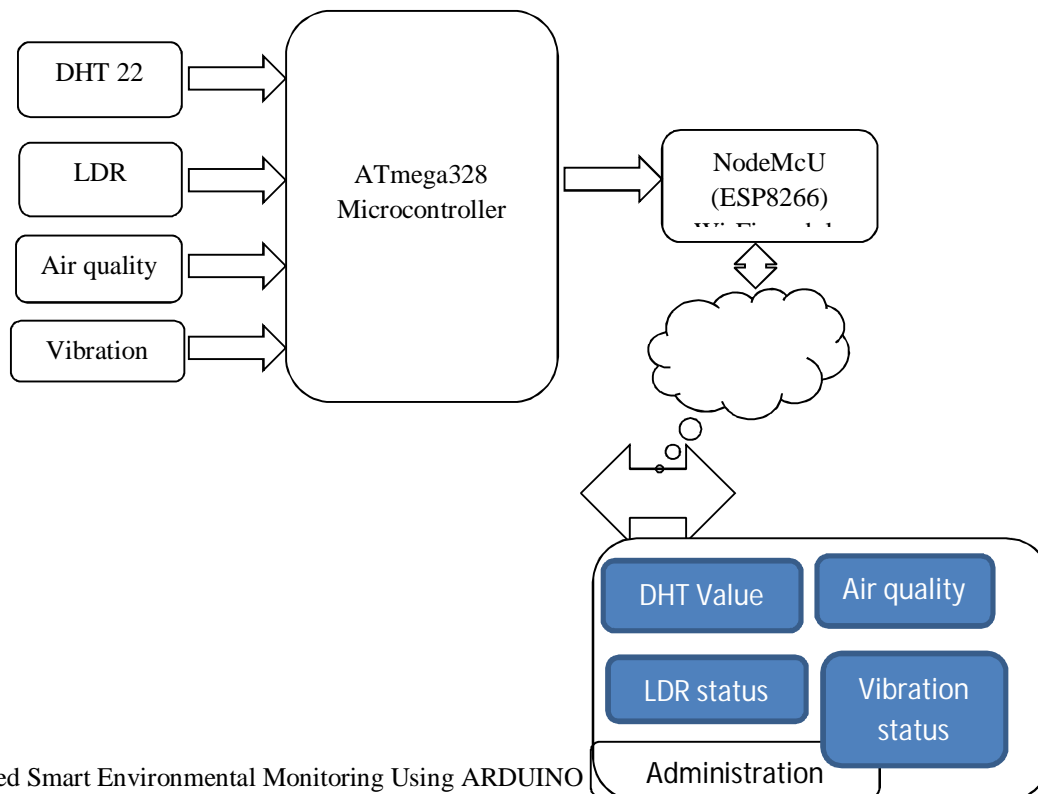 DHT 22
LDR
Air quality
Vibration
ATmega328
Microcontroller
NodeMcU
(ESP8266)
DHT Value
Air quality
LDR status
Vibration
status
Administration
Smart Environmental Monitoring Using ARDUINO